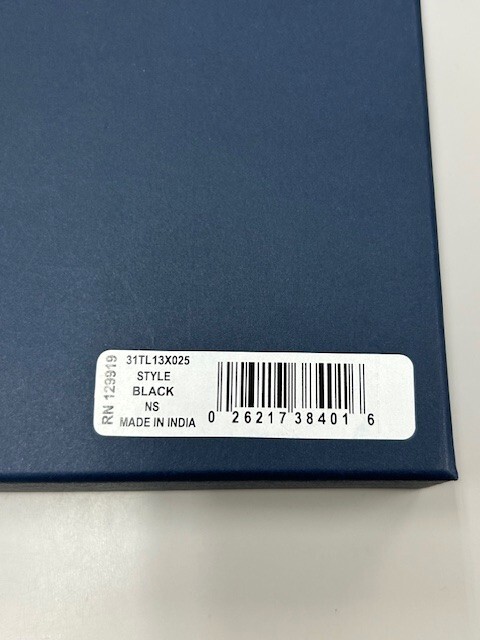 RN 129919
31TL13X025
STYLE
BLACK
NS
MADE IN INDIA
0 26217 38401 6